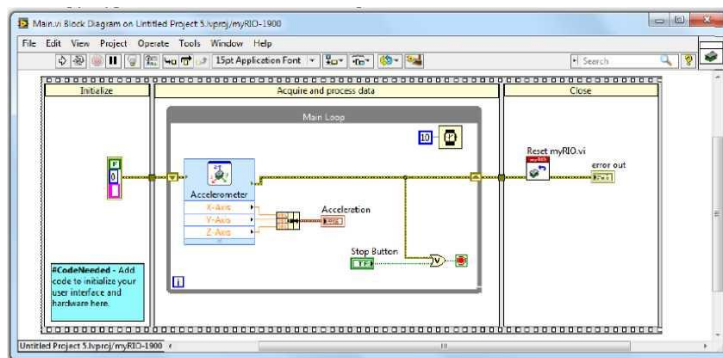 Main.vi Block Diagram on Untitled Project 5.lvproj/myRIO-1900
File Edit View Project Operate Tools Window Help
15pt Application Font
Search
Initialize
Acquire and process data
Close
Main Loop
10
Reset myRIO.vi
myRIO
error out
F
0
Accelerometer
X-Axis
Y-Axis
Z-Axis
Acceleration
Stop Button
TF
V
#CodeNeeded - Add
code to initialize your
user interface and
hardware here.
i
Untitled Project 5.lvproj/myRIO-1900